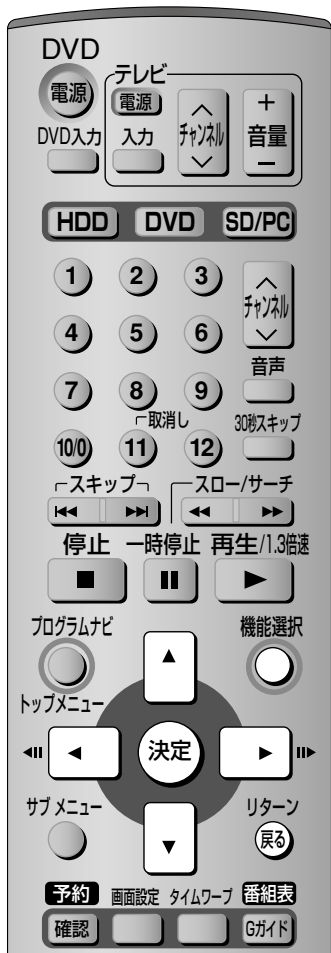 DVD
電源
テレビ
電源
チャンネル
+
音量
−
DVD入力
入力
HDD
DVD
SD/PC
1
2
3
チャンネル
4
5
6
7
8
9
音声
取消し
30秒スキップ
10/0
11
12
スキップ
スロー/サーチ
停止
一時停止
再生/1.3倍速
プログラムナビ
機能選択
トップメニュー
決定
サブ メニュー
リターン
戻る
予約
画面設定
タイムワープ
番組表
確認
Gガイド